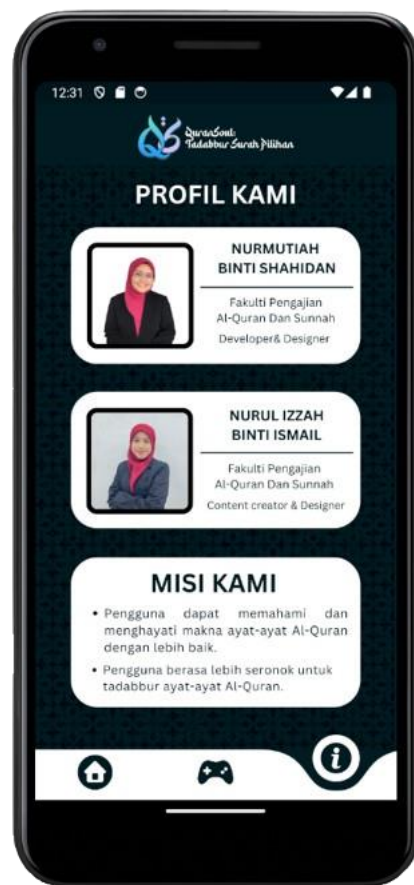 12:31
QuranSoul:
Tadabbur Surah Pilihan
PROFIL KAMI
NURMUTIAH
BINTI SHAHIDAN
Fakulti Pengajian
Al-Quran Dan Sunnah
Developer& Designer
NURUL IZZAH
BINTI ISMAIL
Fakulti Pengajian
Al-Quran Dan Sunnah
Content creator & Designer
MISI KAMI
• Pengguna dapat memahami dan
menghayati makna ayat-ayat Al-Quran
dengan lebih baik.
• Pengguna berasa lebih seronok untuk
tadabbur ayat-ayat Al-Quran.